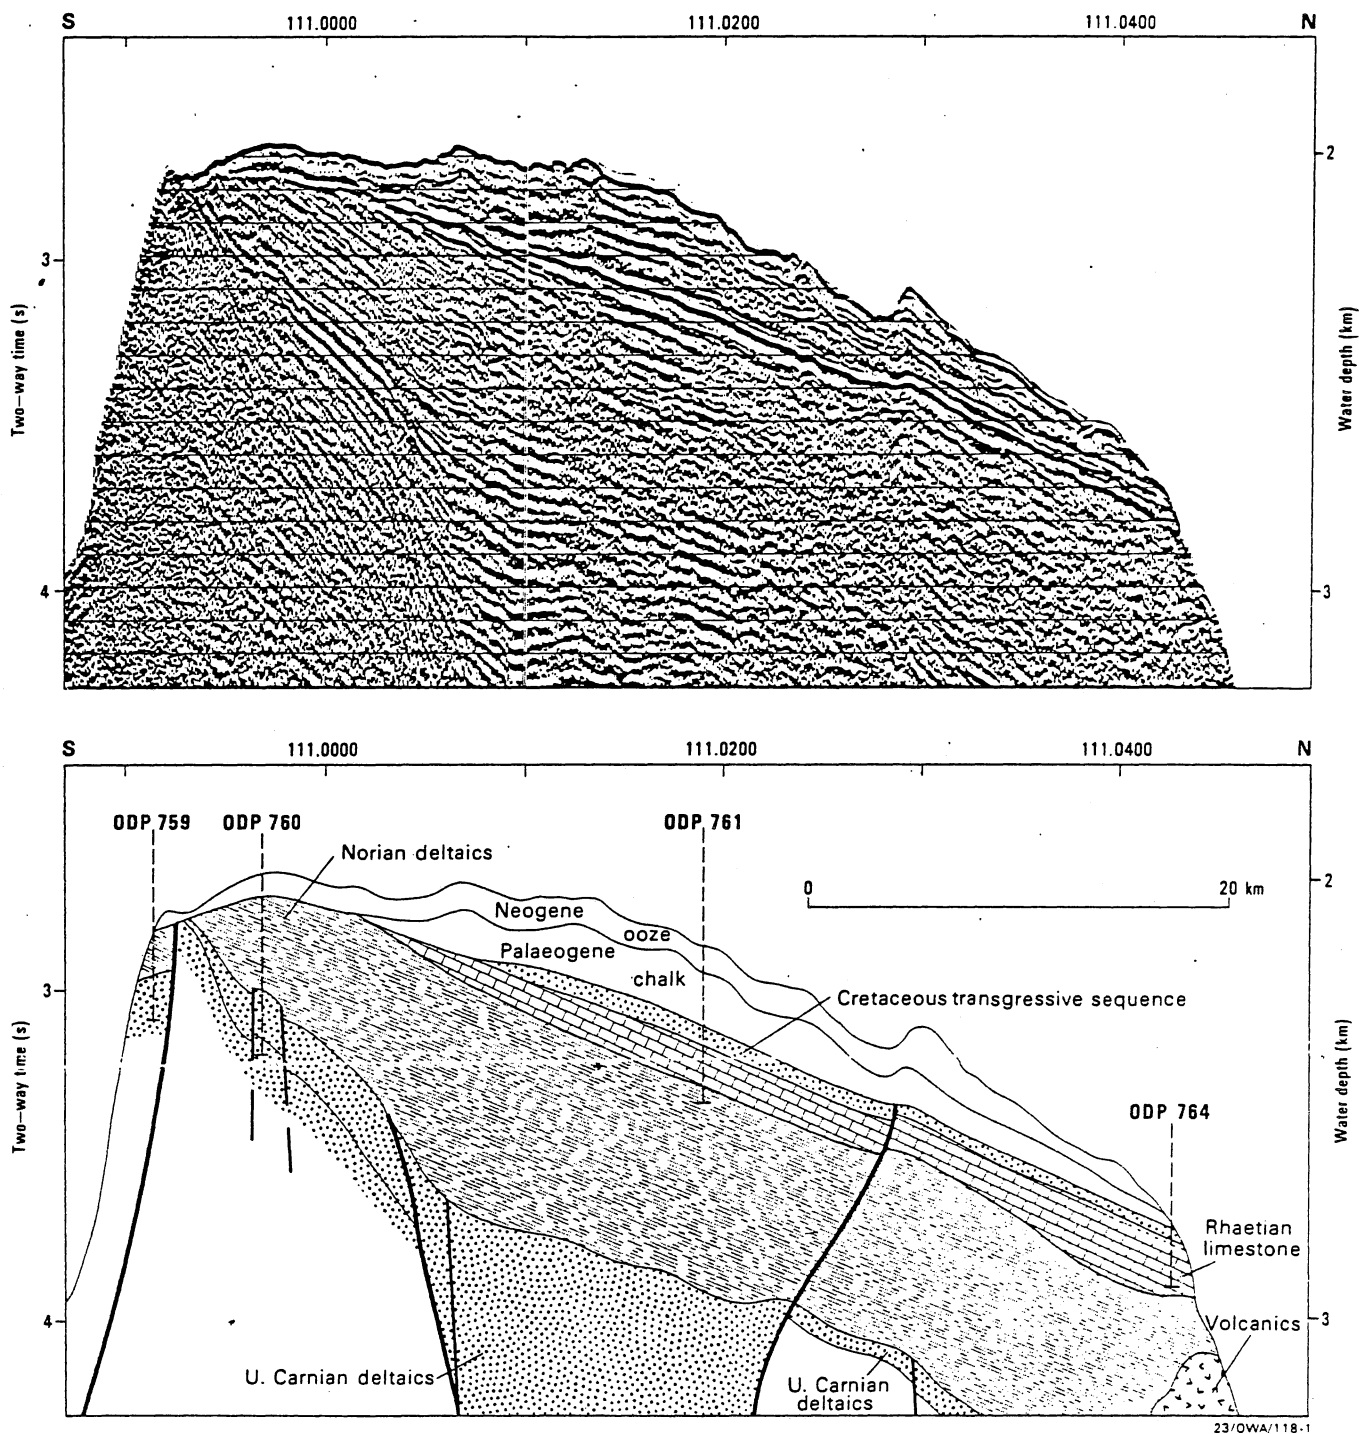 S 111.0000 111.0200 111.0400 N
2
3
Two-way time (s)
Water depth (km)
4
3
S 111.0000 111.0200 111.0400 N
ODP 759 ODP 760 ODP 761
Norian deltaics
0 20 km
2
Neogene
ooze
Palaeogene
chalk
3
Cretaceous transgressive sequence
Two-way time (s)
Water depth (km)
ODP 764
Rhaetian
limestone
4
3
Volcanics
U. Carnian deltaics
U. Carnian
deltaics
23/OWA/118-1